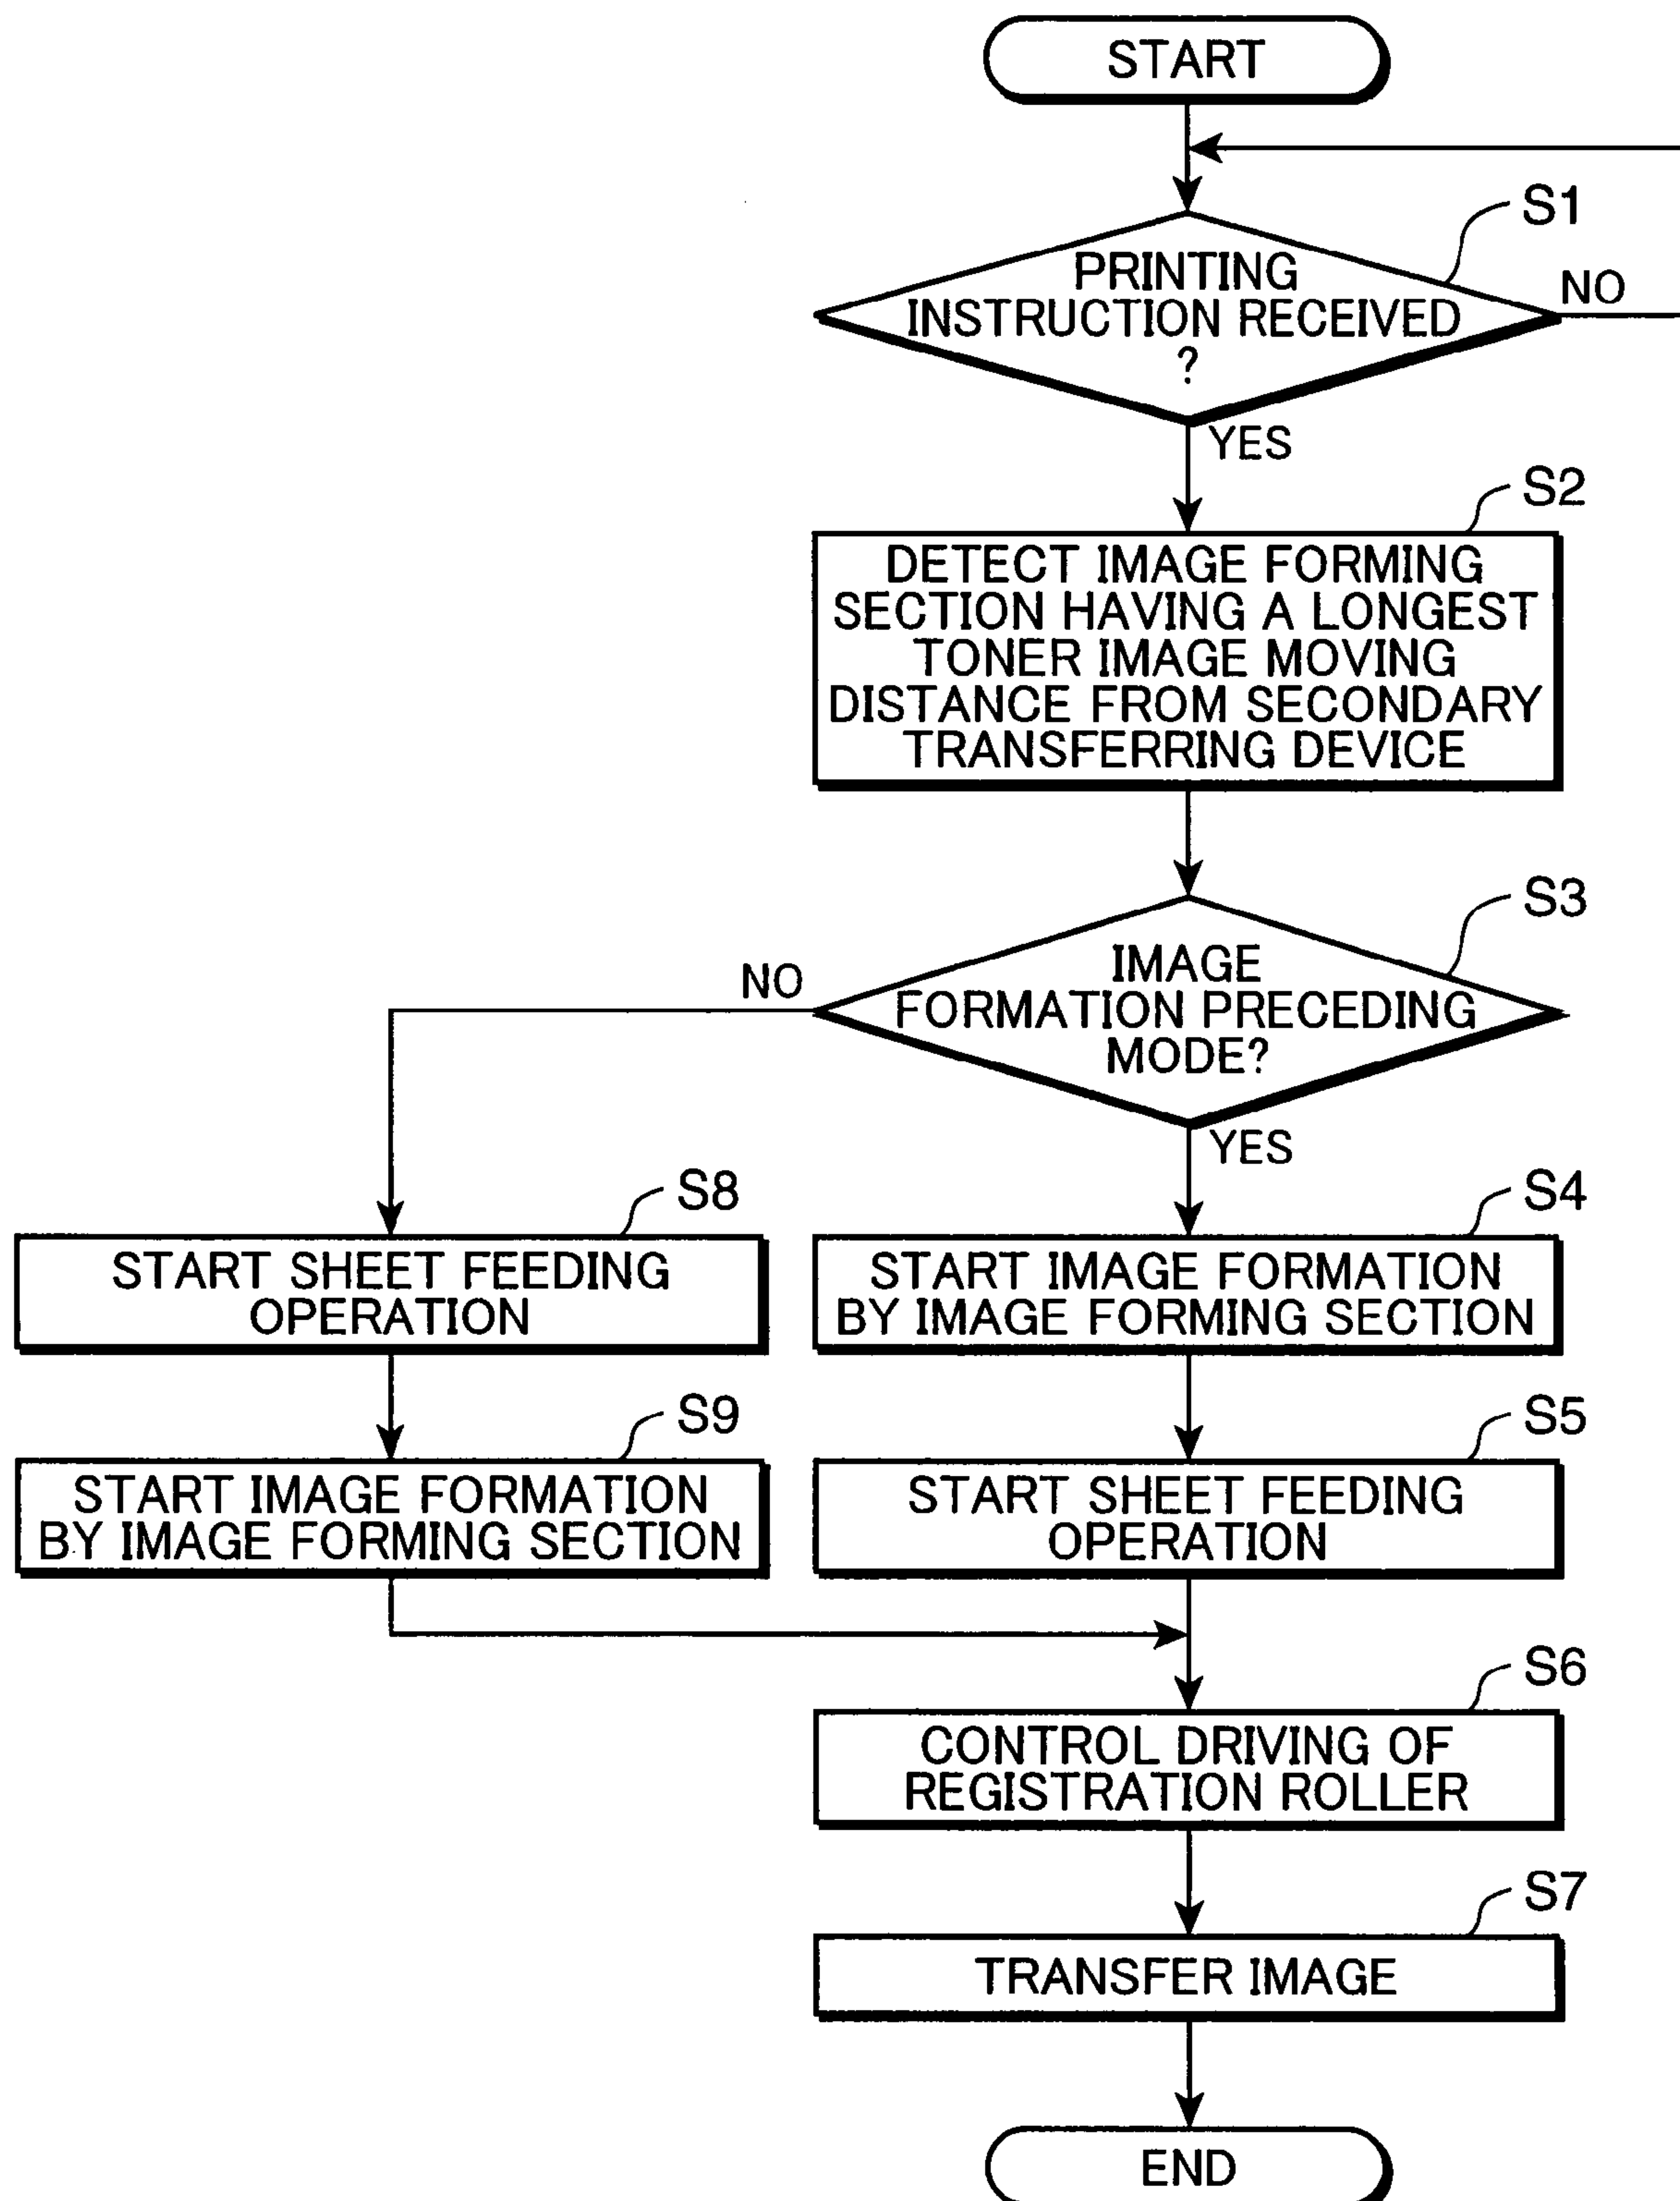 START
S1
PRINTING
INSTRUCTION RECEIVED
?
NO
YES
S2
DETECT IMAGE FORMING
SECTION HAVING A LONGEST
TONER IMAGE MOVING
DISTANCE FROM SECONDARY
TRANSFERRING DEVICE
S3
IMAGE
FORMATION PRECEDING
MODE?
NO
YES
S8
START SHEET FEEDING
OPERATION
S4
START IMAGE FORMATION
BY IMAGE FORMING SECTION
S9
START IMAGE FORMATION
BY IMAGE FORMING SECTION
S5
START SHEET FEEDING
OPERATION
S6
CONTROL DRIVING OF
REGISTRATION ROLLER
S7
TRANSFER IMAGE
END